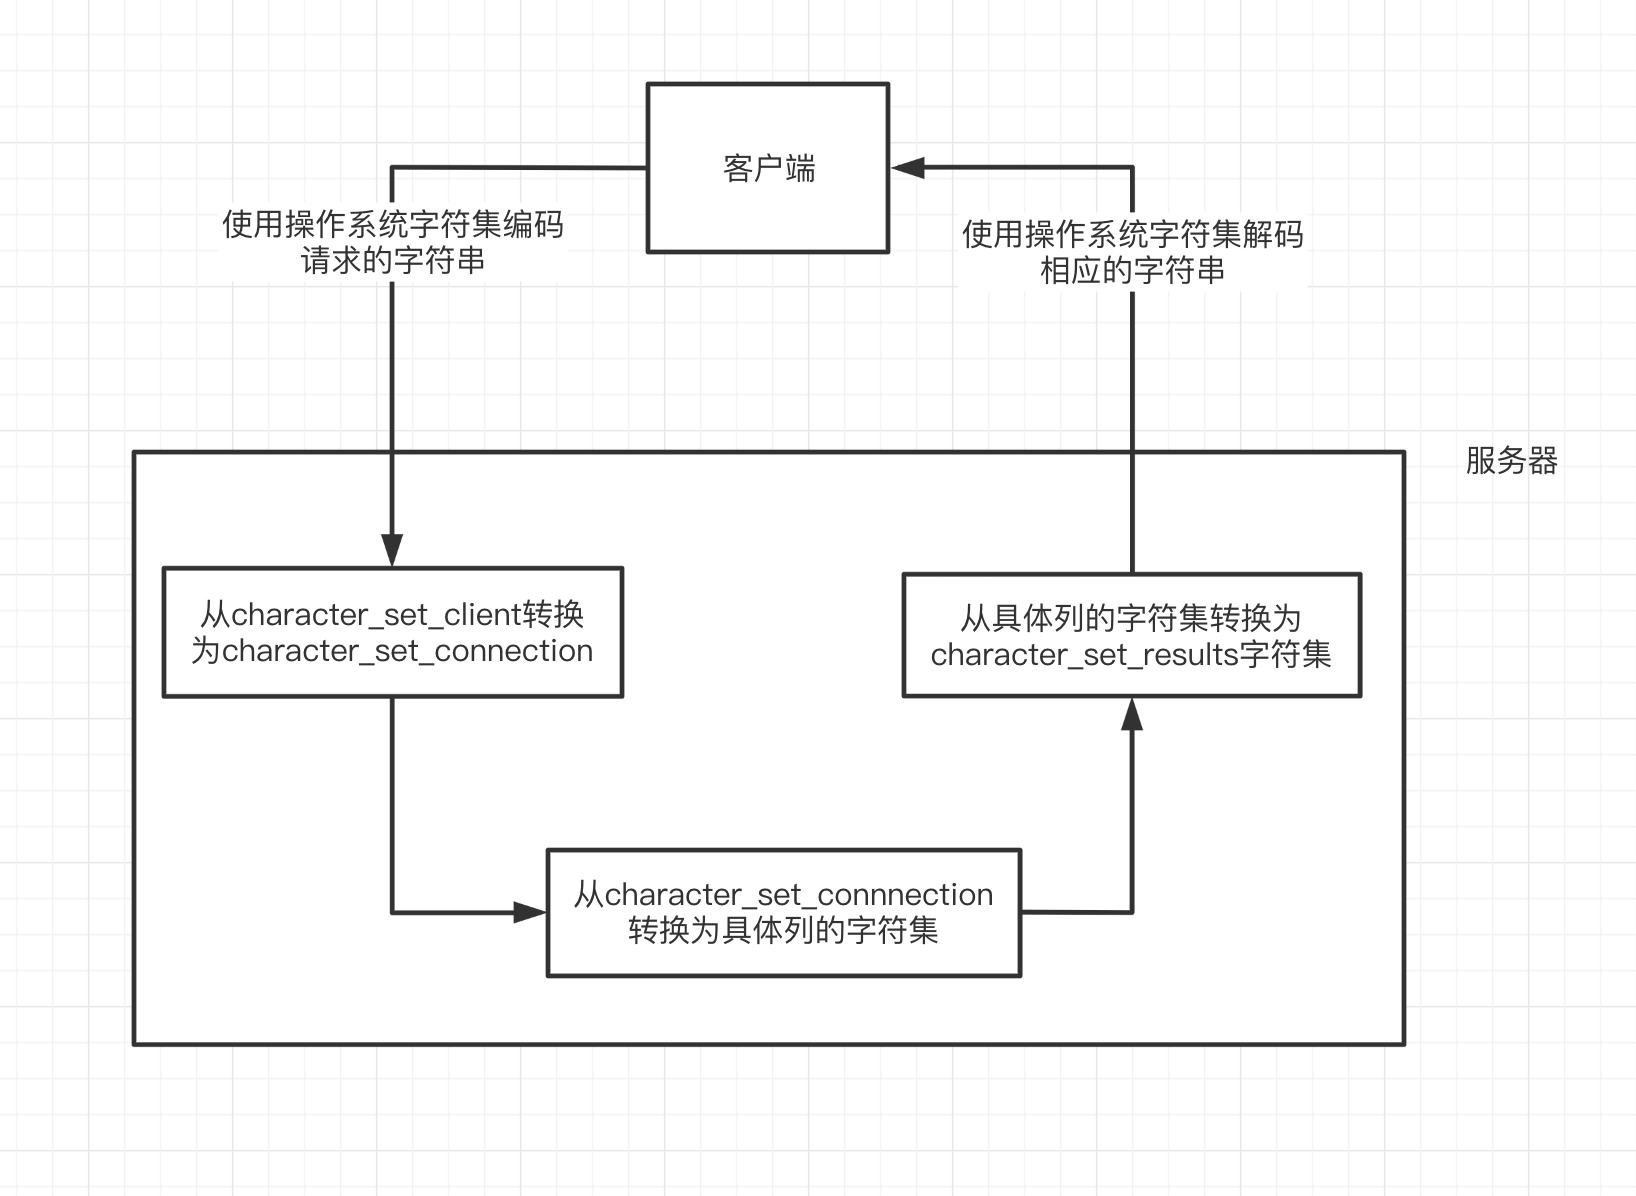 客户端
使用操作系统字符集编码
请求的字符串
使用操作系统字符集解码
相应的字符串
服务器
从character_set_client转换
为character_set_connection
从具体列的字符集转换为
character_set_results字符集
从character_set_connnection
转换为具体列的字符集